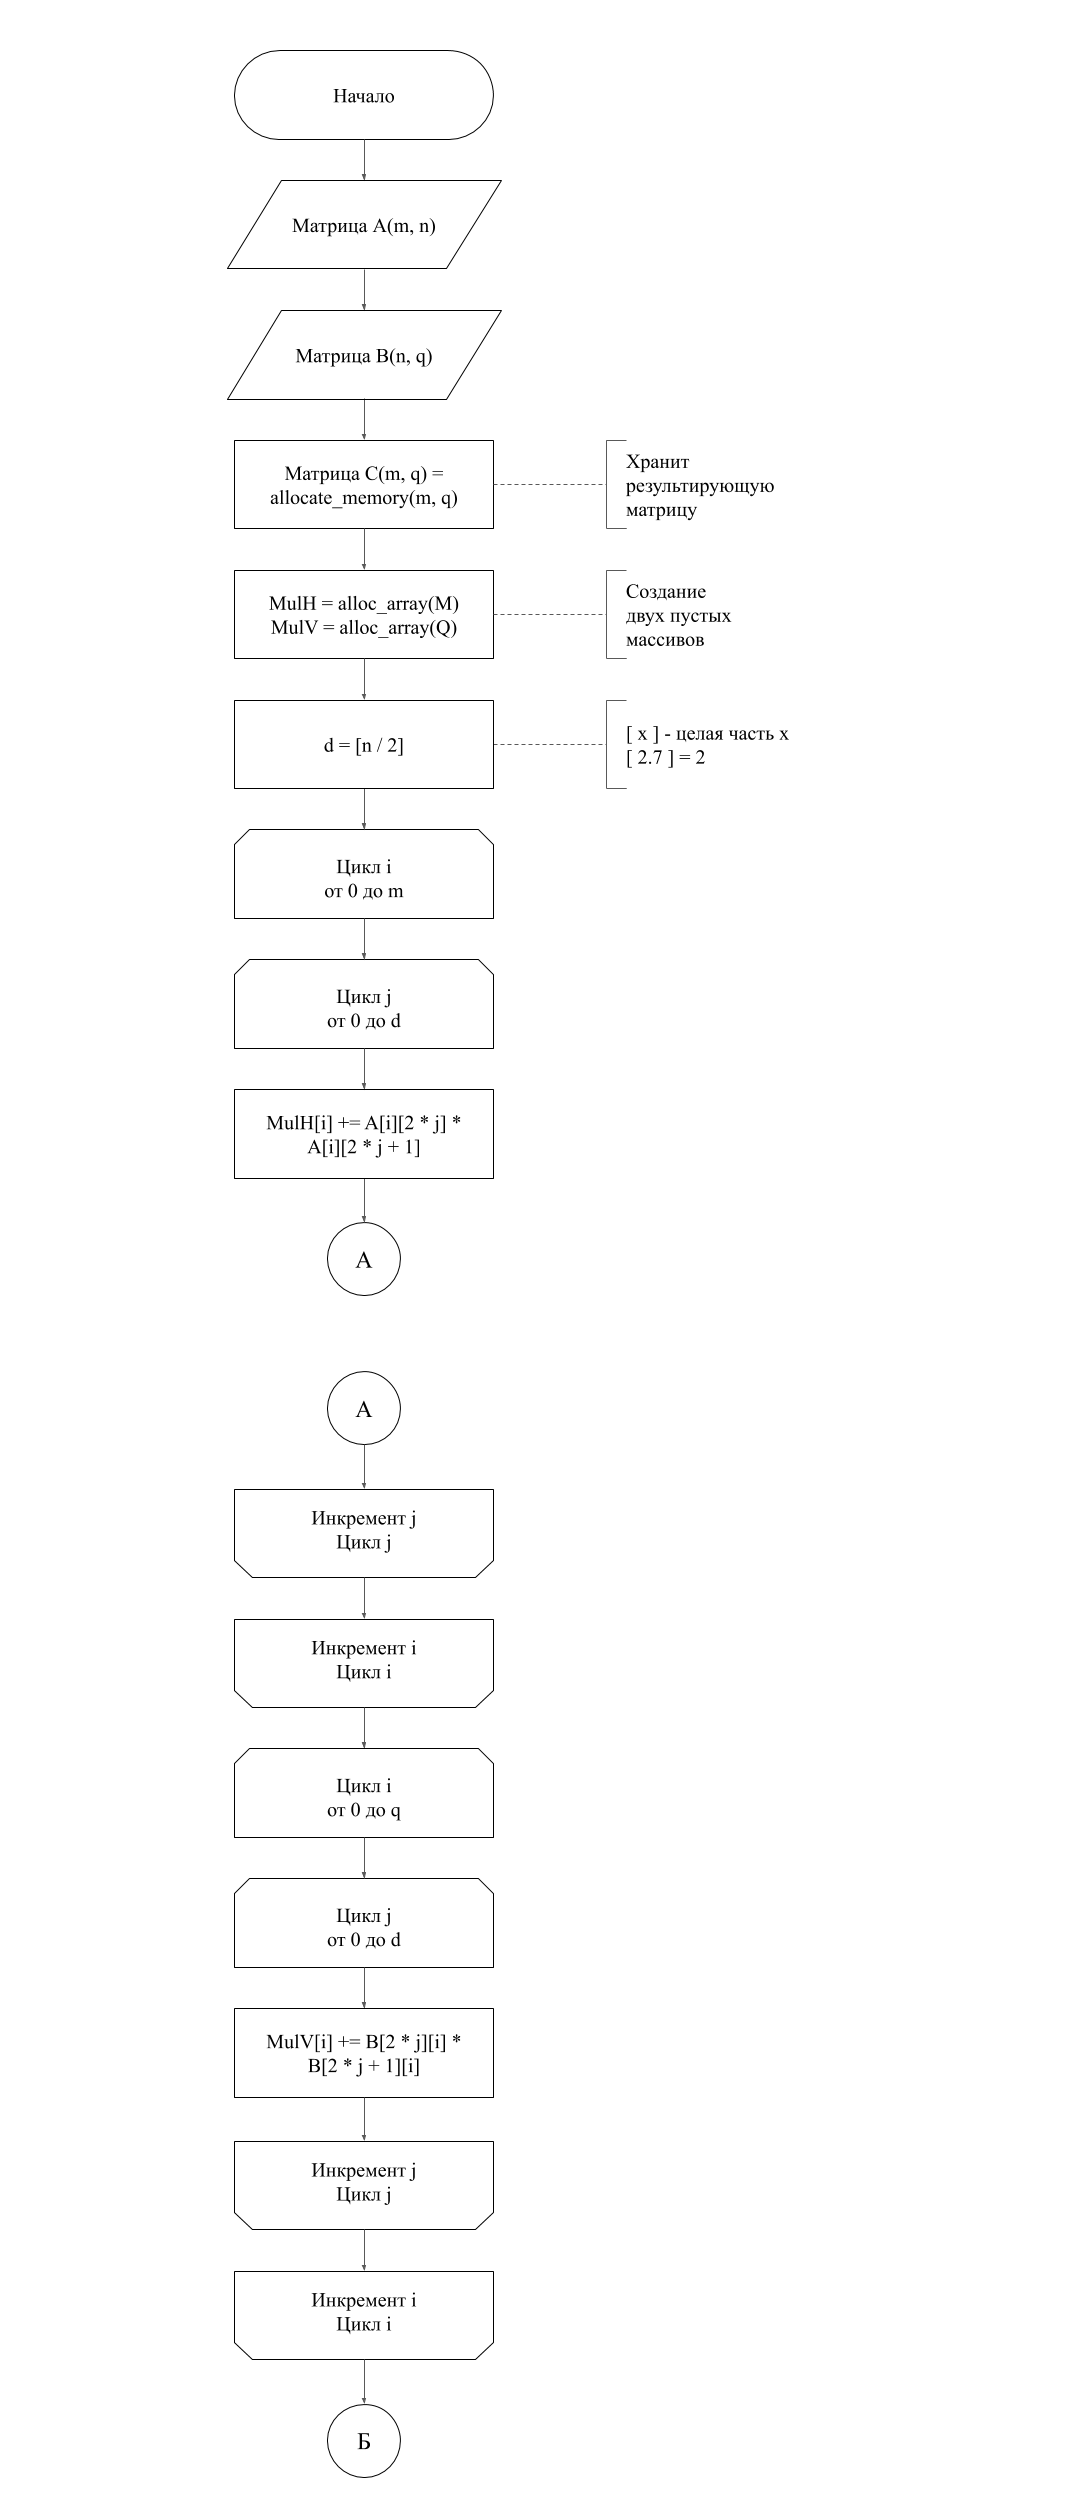 Начало
Матрица A(m, n)
Матрица B(n, q)
Матрица C(m, q) =
allocate_memory(m, q)
Хранит
результирующую
матрицу
MulH = alloc_array(M)
MulV = alloc_array(Q)
Создание
двух пустых
массивов
d = [n / 2]
[ x ] - целая часть x
[ 2.7 ] = 2
Цикл i
от 0 до m
Цикл j
от 0 до d
MulH[i] += A[i][2 * j] *
A[i][2 * j + 1]
А
А
Инкремент j
Цикл j
Инкремент i
Цикл i
Цикл i
от 0 до q
Цикл j
от 0 до d
MulV[i] += B[2 * j][i] *
B[2 * j + 1][i]
Инкремент j
Цикл j
Инкремент i
Цикл i
Б